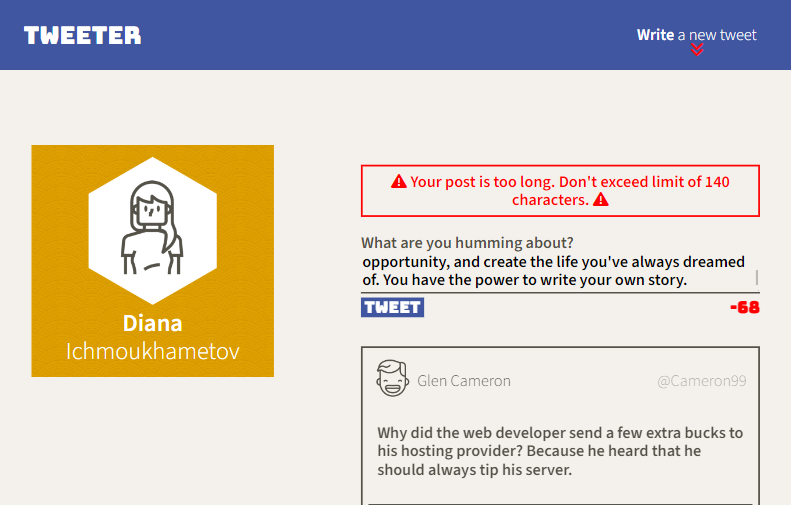 TWEETER
Write a new tweet
Diana
Ichmoukhametov
Your post is too long. Don't exceed limit of 140
characters.
What are you humming about?
opportunity, and create the life you've always dreamed
of. You have the power to write your own story.
TWEET
-68
Glen Cameron
@Cameron99
Why did the web developer send a few extra bucks to
his hosting provider? Because he heard that he
should always tip his server.